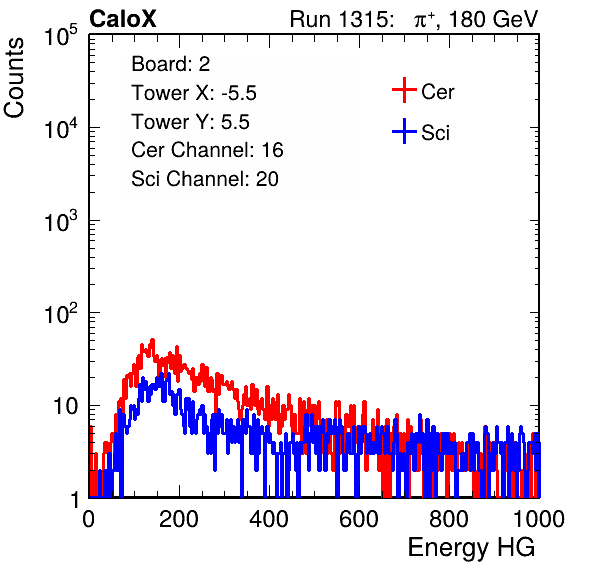 CaloX Run 1315: π⁺, 180 GeV
Counts
10⁵
10⁴
10³
10²
10
1
Board: 2
Tower X: -5.5
Tower Y: 5.5
Cer Channel: 16
Sci Channel: 20
Cer
Sci
0 200 400 600 800 1000
Energy HG